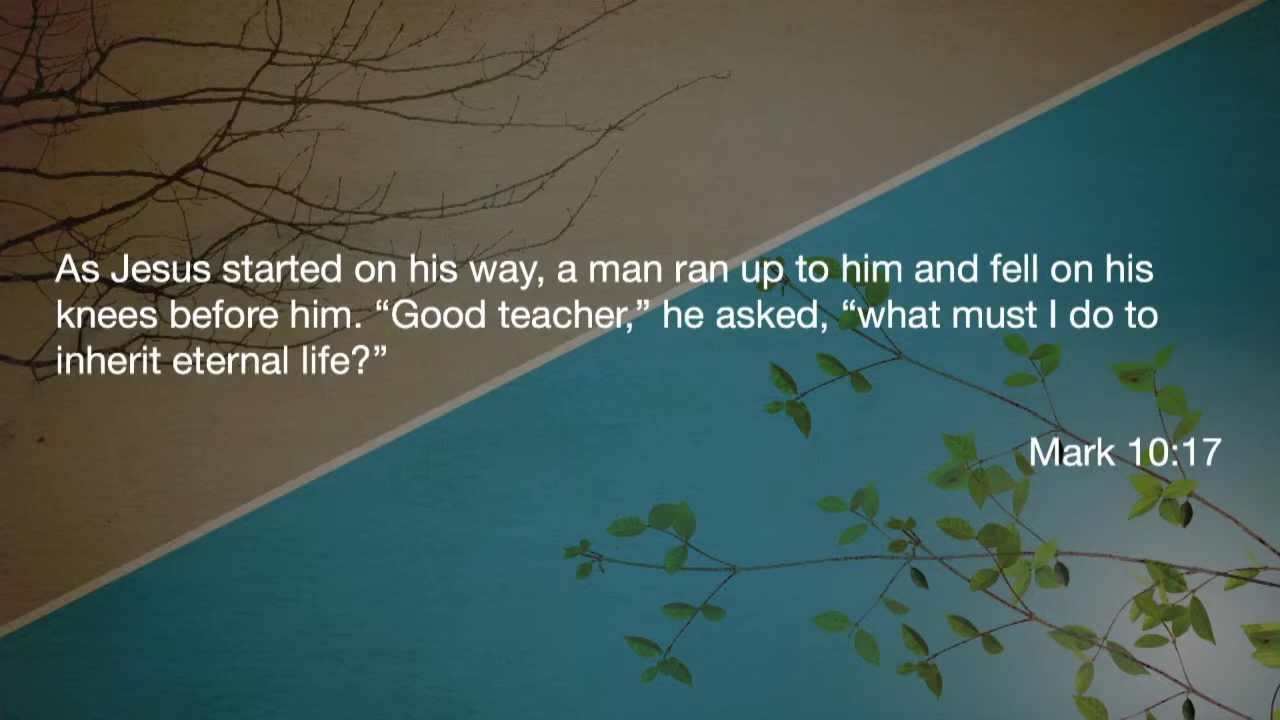 As Jesus started on his way, a man ran up to him and fell on his
knees before him. “Good teacher,” he asked, “what must I do to
inherit eternal life?”
Mark 10:17